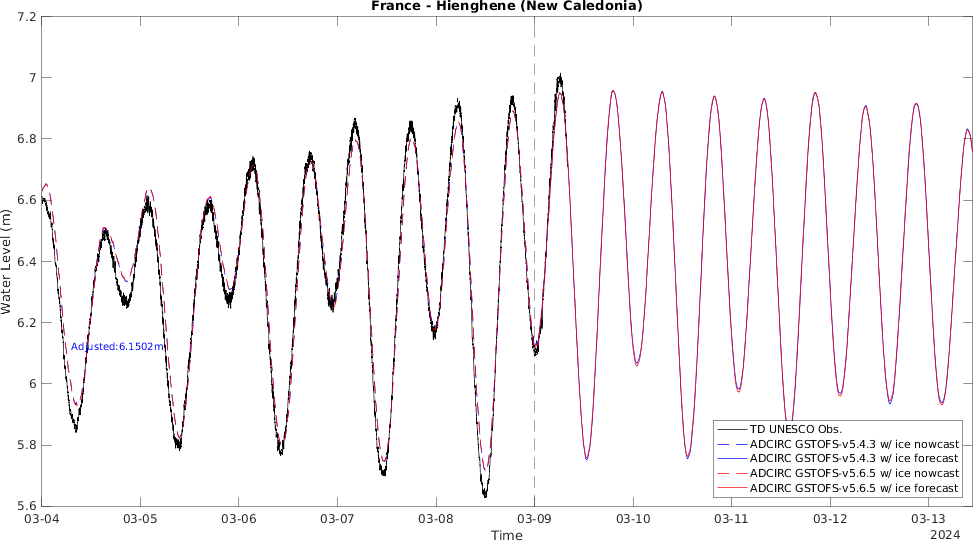 France - Hienghene (New Caledonia)
7.2
7
6.8
6.6
6.4
6.2
6
5.8
5.6
Water Level (m)
Adjusted:6.1502m
TD UNESCO Obs.
ADCIRC GSTOFS-v5.4.3 w/ ice nowcast
ADCIRC GSTOFS-v5.4.3 w/ ice forecast
ADCIRC GSTOFS-v5.6.5 w/ ice nowcast
ADCIRC GSTOFS-v5.6.5 w/ ice forecast
03-04 03-05 03-06 03-07 03-08 03-09 03-10 03-11 03-12 03-13
Time
2024